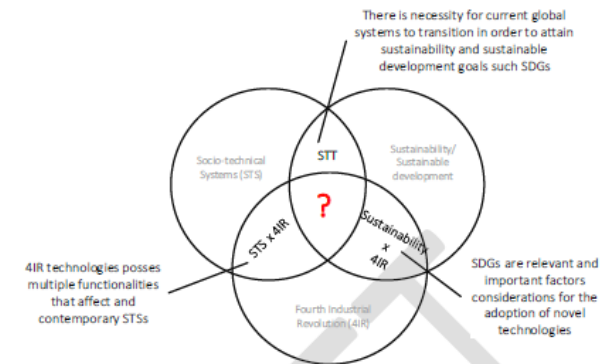 There is necessity for current global
systems to transition in order to attain
sustainability and sustainable
development goals such SDGs
Socio-technical
Systems (STS)
STT
Sustainability/
Sustainable
development
?
STS x 4IR
Sustainability
x
4IR
4IR technologies posses
multiple functionalities
that affect and
contemporary STSs
SDGs are relevant and
important factors
considerations for the
adoption of novel
technologies
Fourth Industrial
Revolution (4IR)